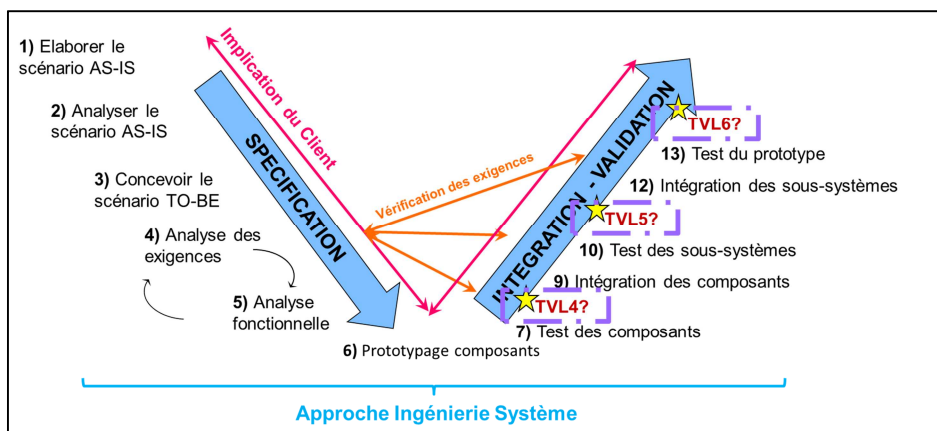 1) Elaborer le
scénario AS-IS
2) Analyser le
scénario AS-IS
3) Concevoir le
scénario TO-BE
4) Analyse des
exigences
5) Analyse
fonctionnelle
6) Prototypage composants
SPECIFICATION
Implication du Client
Vérification des exigences
INTEGRATION - VALIDATION
TVL6?
13) Test du prototype
12) Intégration des sous-systèmes
TVL5?
10) Test des sous-systèmes
9) Intégration des composants
TVL4?
7) Test des composants
Approche Ingénierie Système